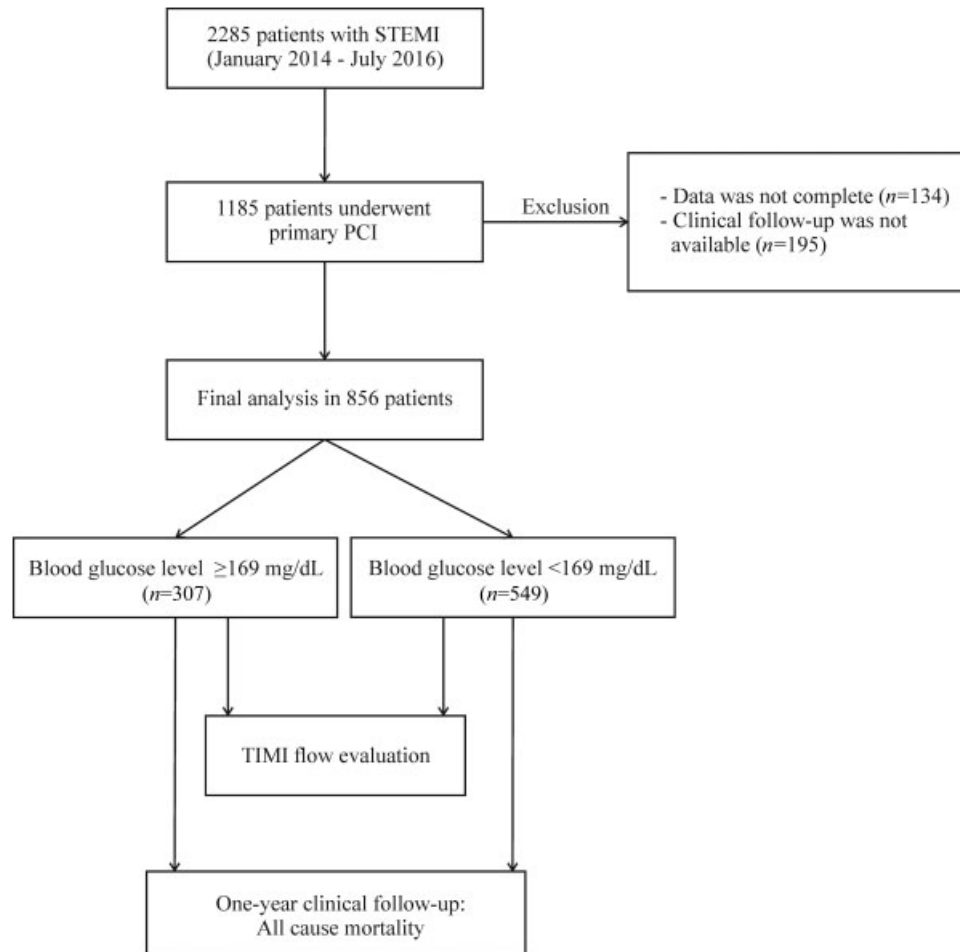 2285 patients with STEMI
(January 2014 - July 2016)
1185 patients underwent
primary PCI
Exclusion
- Data was not complete (n=134)
- Clinical follow-up was not
available (n=195)
Final analysis in 856 patients
Blood glucose level ≥169 mg/dL
(n=307)
Blood glucose level <169 mg/dL
(n=549)
TIMI flow evaluation
One-year clinical follow-up:
All cause mortality